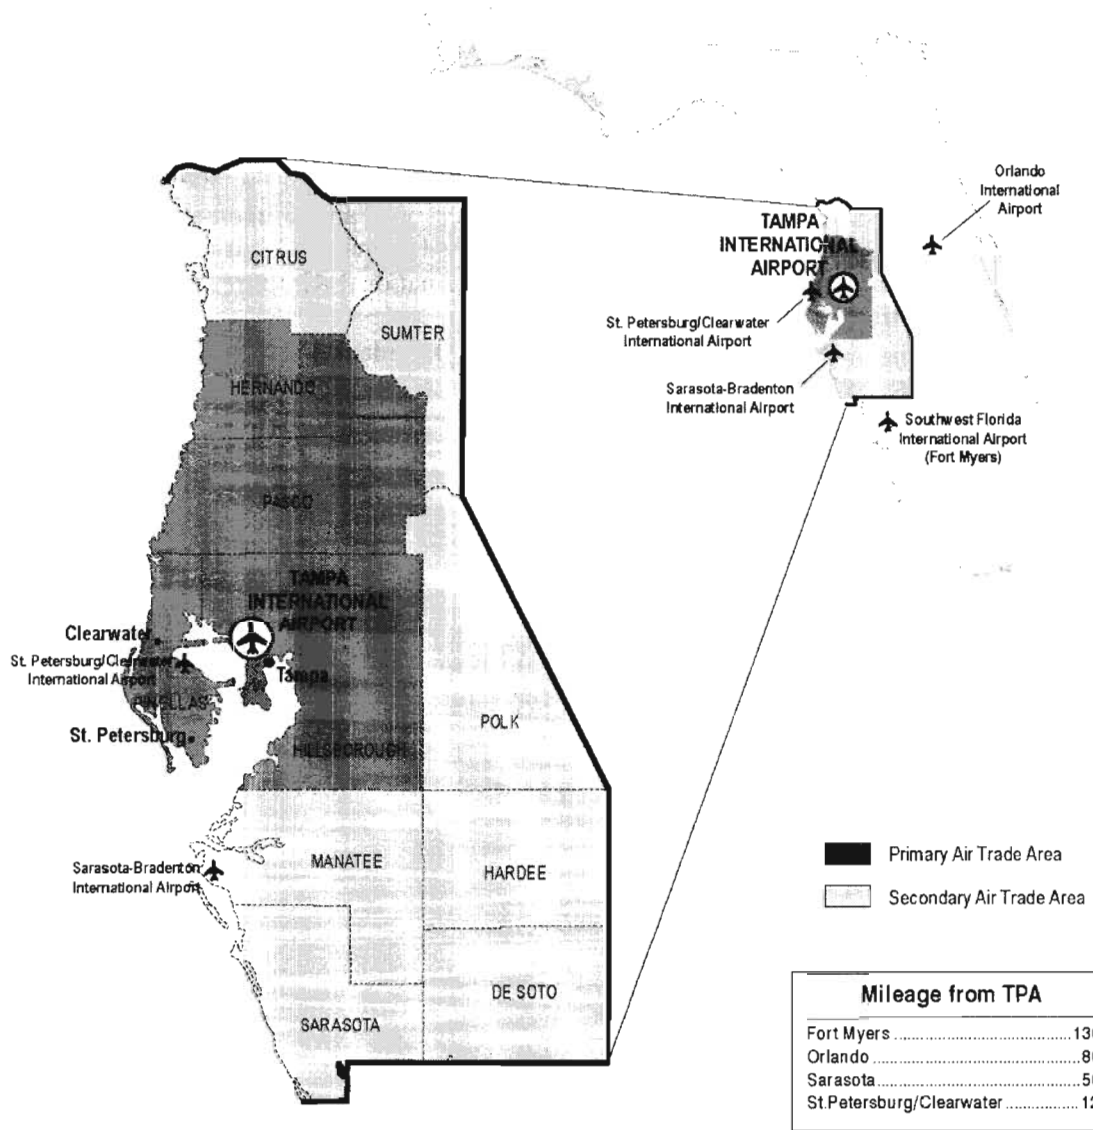 Orlando
International
Airport
TAMPA
INTERNATIONAL
AIRPORT
St. Petersburg/Clearwater
International Airport
Sarasota-Bradenton
International Airport
Southwest Florida
International Airport
(Fort Myers)
CITRUS
SUMTER
HERNANDO
PASCO
TAMPA
INTERNATIONAL
AIRPORT
Clearwater
St. Petersburg/Clearwater
International Airport
Tampa
PINELLAS
St. Petersburg
HILLSBOROUGH
POLK
Sarasota-Bradenton
International Airport
MANATEE
HARDEE
DE SOTO
SARASOTA
Primary Air Trade Area
Secondary Air Trade Area
Mileage from TPA
Fort Myers
Orlando
Sarasota
St.Petersburg/Clearwater